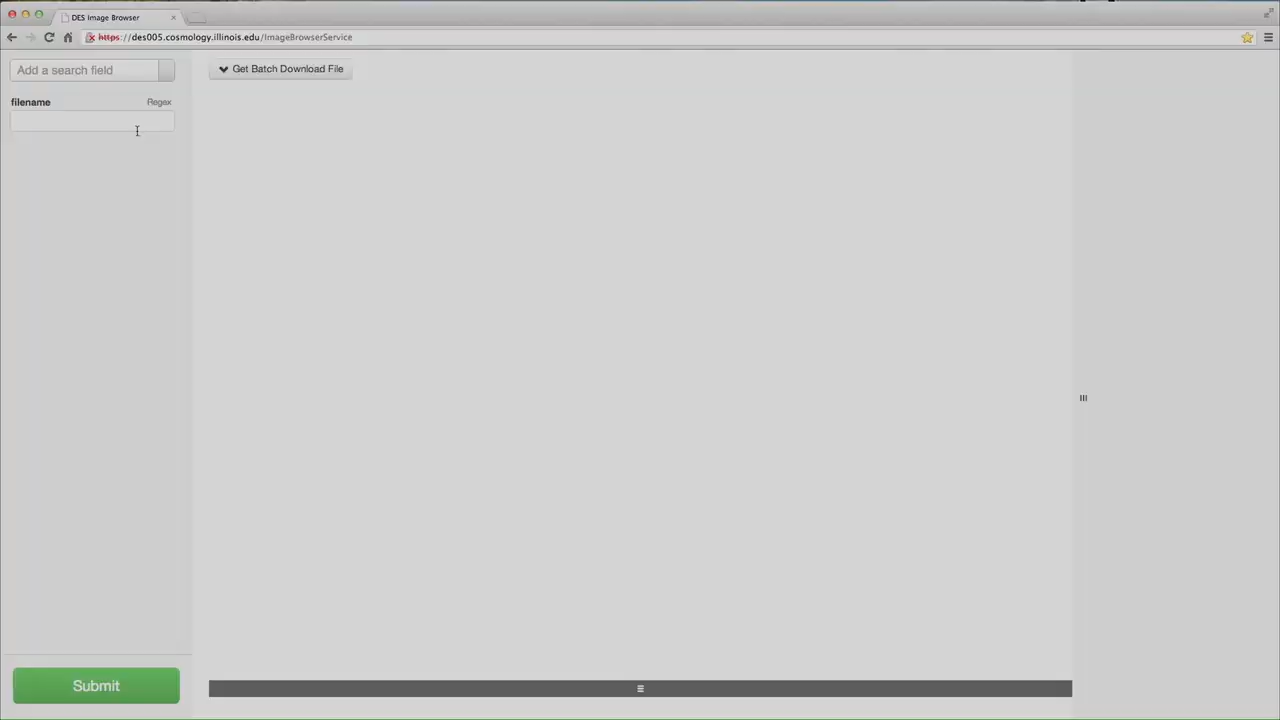 DES Image Browser
https://des005.cosmology.illinois.edu/ImageBrowserService
Add a search field
Get Batch Download File
filename Regex
Submit